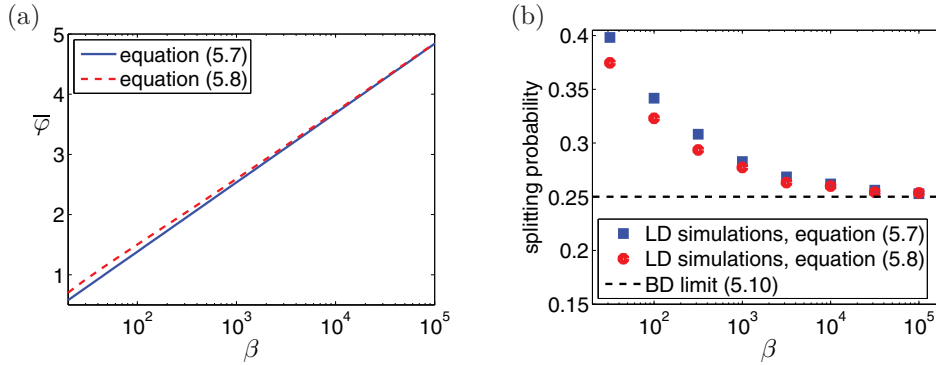 (a)
5
4
3
2
1
φ̅
equation (5.7)
equation (5.8)
10²
10³
10⁴
10⁵
β
(b)
0.4
0.35
0.3
0.25
0.2
0.15
splitting probability
LD simulations, equation (5.7)
LD simulations, equation (5.8)
BD limit (5.10)
10²
10³
10⁴
10⁵
β